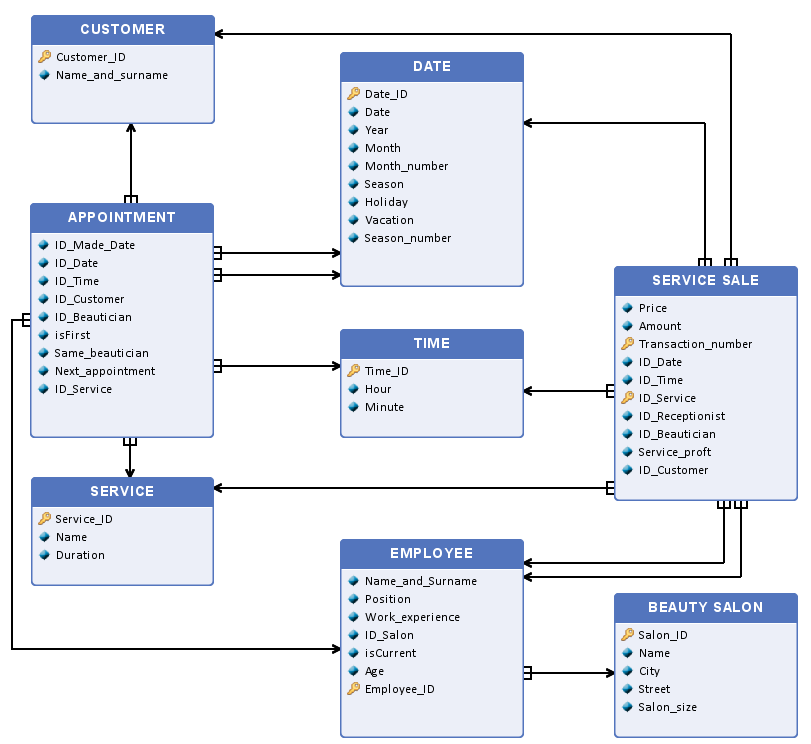 CUSTOMER
Customer_ID
Name_and_surname
DATE
Date_ID
Date
Year
Month
Month_number
Season
Holiday
Vacation
Season_number
APPOINTMENT
ID_Made_Date
ID_Date
ID_Time
ID_Customer
ID_Beautician
isFirst
Same_beautician
Next_appointment
ID_Service
SERVICE SALE
Price
Amount
Transaction_number
ID_Date
ID_Time
ID_Service
ID_Receptionist
ID_Beautician
Service_proft
ID_Customer
TIME
Time_ID
Hour
Minute
SERVICE
Service_ID
Name
Duration
EMPLOYEE
Name_and_Surname
Position
Work_experience
ID_Salon
isCurrent
Age
Employee_ID
BEAUTY SALON
Salon_ID
Name
City
Street
Salon_size